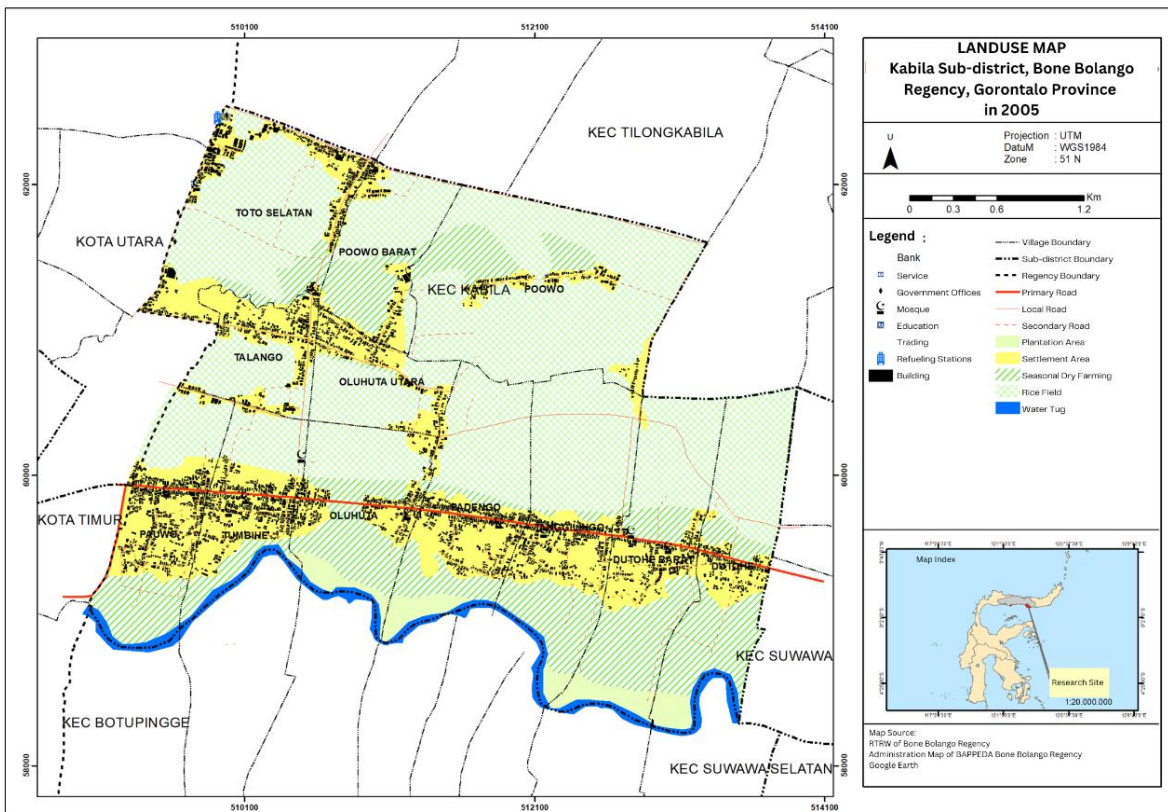 510100
512100
514100
62000
62000
60000
60000
58000
58000
510100
512100
514100
KEC TILONGKABILA
KOTA UTARA
TOTO SELATAN
POOWO BARAT
KEC KABILA
POOWO
TALANGO
OLUHUTA UTARA
KOTA TIMUR
PAUWO
TUMBIHE
OLUHUTA
PADENGO
DUTOHE BARAT
DUTOHE
KEC SUWAWA
KEC BOTUPINGGE
KEC SUWAWA SELATAN
LANDUSE MAP
Kabila Sub-district, Bone Bolango
Regency, Gorontalo Province
in 2005
U
Projection : UTM
DatuM : WGS1984
Zone : 51 N
Km
0 0.3 0.6 1.2
Legend :
Bank
Service
Government Offices
Mosque
Education
Trading
Refueling Stations
Building
Village Boundary
Sub-district Boundary
Regency Boundary
Primary Road
Local Road
Secondary Road
Plantation Area
Settlement Area
Seasonal Dry Farming
Rice Field
Water Tug
Map Index
Research Site
1:20.000.000
Map Source:
RTRW of Bone Bolango Regency
Administration Map of BAPPEDA Bone Bolango Regency
Google Earth